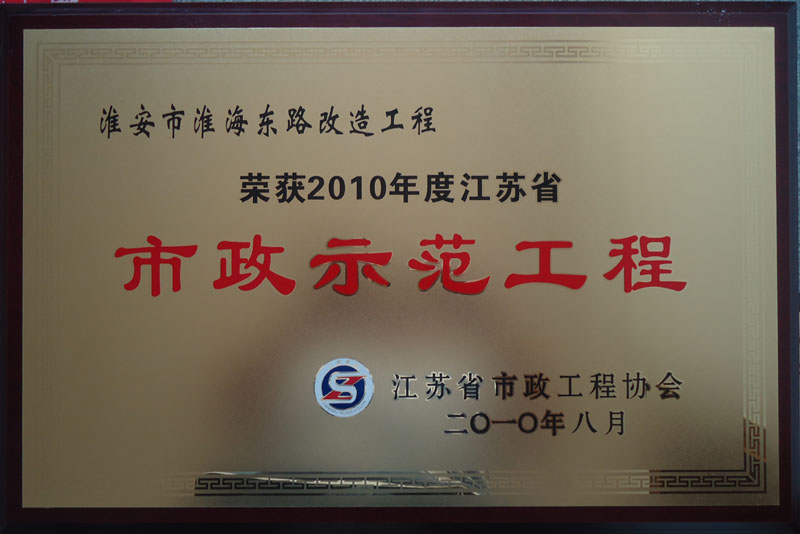 淮安市淮海东路改造工程
荣获2010年度江苏省
市政示范工程
江苏省市政工程协会
二〇一〇年八月